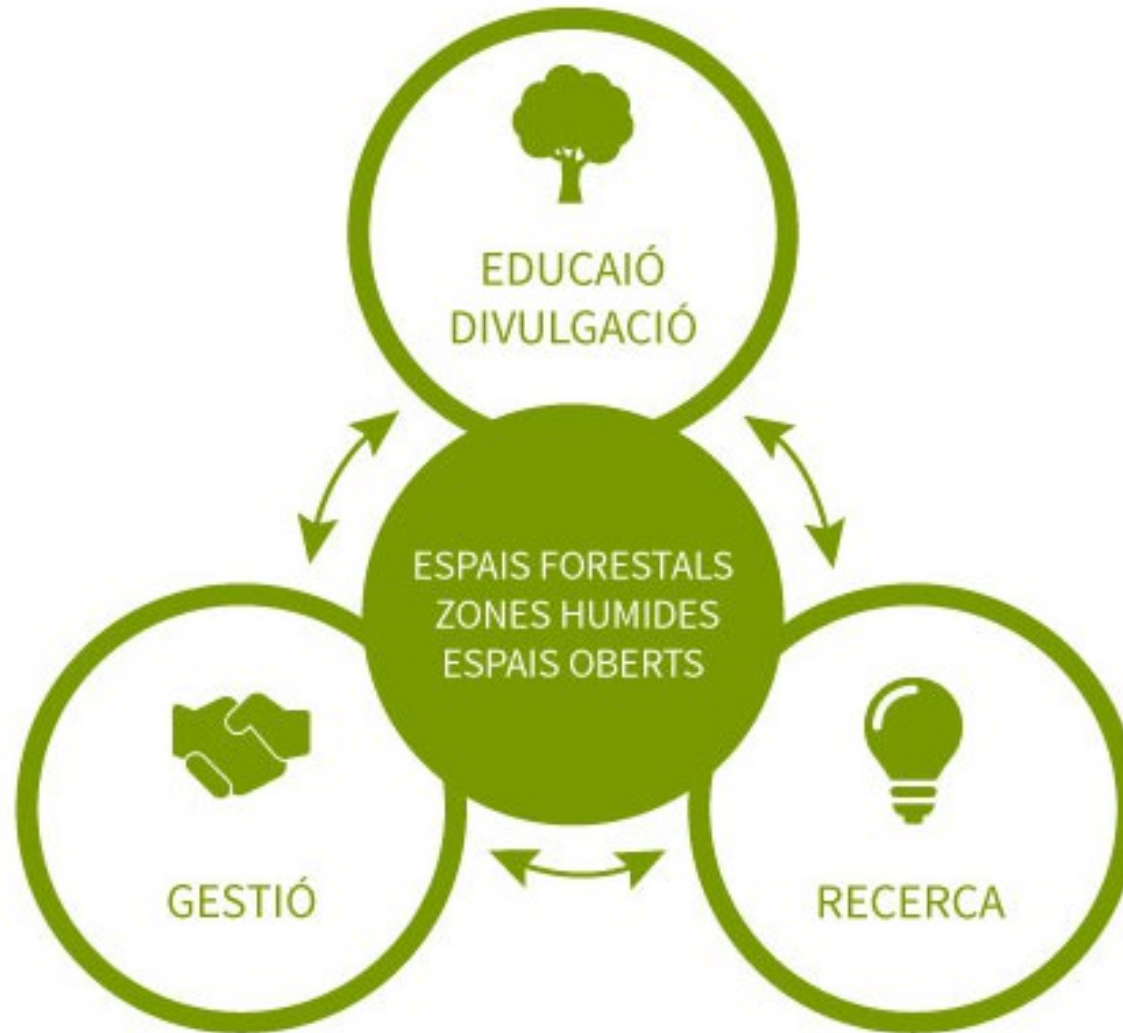 EDUCAIÓ
DIVULGACIÓ
ESPAIS FORESTALS
ZONES HUMIDES
ESPAIS OBERTS
GESTIÓ
RECERCA